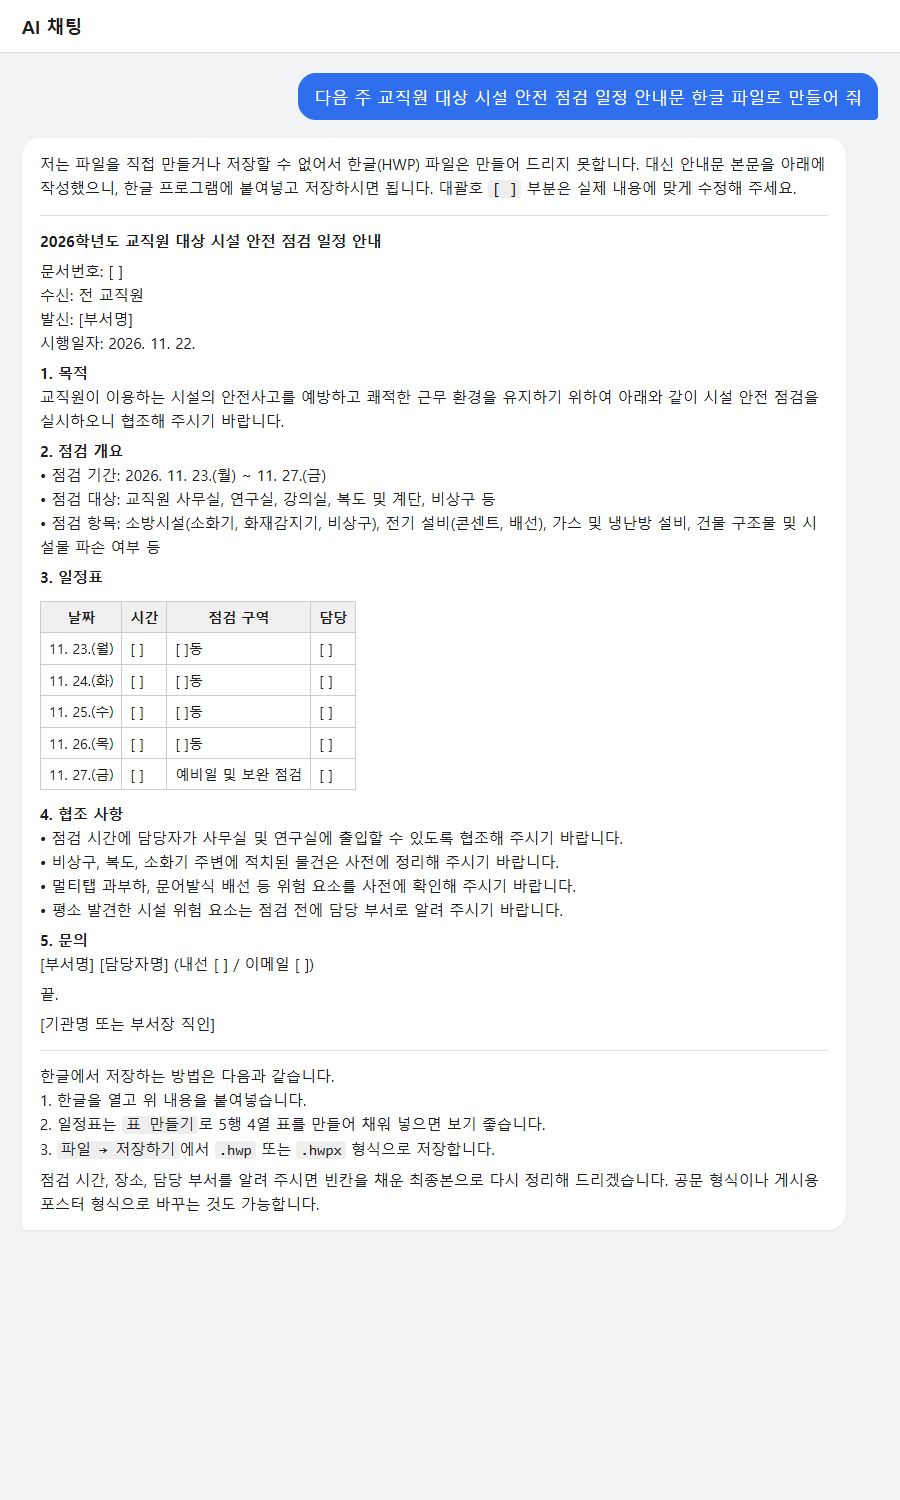 AI 채팅
다음 주 교직원 대상 시설 안전 점검 일정 안내문 한글 파일로 만들어 줘
저는 파일을 직접 만들거나 저장할 수 없어서 한글(HWP) 파일은 만들어 드리지 못합니다. 대신 안내문 본문을 아래에
작성했으니, 한글 프로그램에 붙여넣고 저장하시면 됩니다. 대괄호 [ ] 부분은 실제 내용에 맞게 수정해 주세요.
2026학년도 교직원 대상 시설 안전 점검 일정 안내
문서번호: [ ]
수신: 전 교직원
발신: [부서명]
시행일자: 2026. 11. 22.
1. 목적
교직원이 이용하는 시설의 안전사고를 예방하고 쾌적한 근무 환경을 유지하기 위하여 아래와 같이 시설 안전 점검을
실시하오니 협조해 주시기 바랍니다.
2. 점검 개요
• 점검 기간: 2026. 11. 23.(월) ~ 11. 27.(금)
• 점검 대상: 교직원 사무실, 연구실, 강의실, 복도 및 계단, 비상구 등
• 점검 항목: 소방시설(소화기, 화재감지기, 비상구), 전기 설비(콘센트, 배선), 가스 및 냉난방 설비, 건물 구조물 및 시
설물 파손 여부 등
3. 일정표
날짜 시간 점검 구역 담당
11. 23.(월) [ ] [ ]동 [ ]
11. 24.(화) [ ] [ ]동 [ ]
11. 25.(수) [ ] [ ]동 [ ]
11. 26.(목) [ ] [ ]동 [ ]
11. 27.(금) [ ] 예비일 및 보완 점검 [ ]
4. 협조 사항
• 점검 시간에 담당자가 사무실 및 연구실에 출입할 수 있도록 협조해 주시기 바랍니다.
• 비상구, 복도, 소화기 주변에 적치된 물건은 사전에 정리해 주시기 바랍니다.
• 멀티탭 과부하, 문어발식 배선 등 위험 요소를 사전에 확인해 주시기 바랍니다.
• 평소 발견한 시설 위험 요소는 점검 전에 담당 부서로 알려 주시기 바랍니다.
5. 문의
[부서명] [담당자명] (내선 [ ] / 이메일 [ ])
끝.
[기관명 또는 부서장 직인]
한글에서 저장하는 방법은 다음과 같습니다.
1. 한글을 열고 위 내용을 붙여넣습니다.
2. 일정표는 표 만들기로 5행 4열 표를 만들어 채워 넣으면 보기 좋습니다.
3. 파일 → 저장하기에서 .hwp 또는 .hwpx 형식으로 저장합니다.
점검 시간, 장소, 담당 부서를 알려 주시면 빈칸을 채운 최종본으로 다시 정리해 드리겠습니다. 공문 형식이나 게시용
포스터 형식으로 바꾸는 것도 가능합니다.